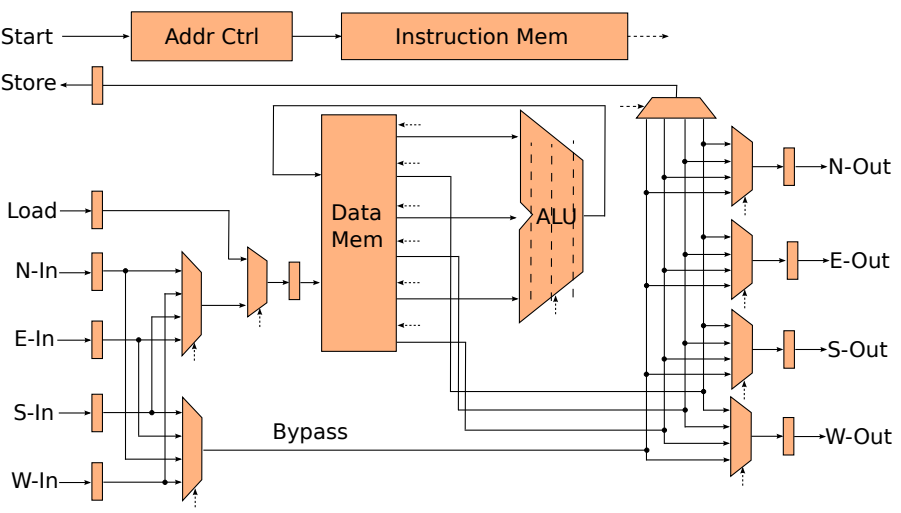 Start
Addr Ctrl
Instruction Mem
Store
N-Out
Load
Data
Mem
ALU
N-In
E-Out
E-In
S-Out
S-In
Bypass
W-Out
W-In